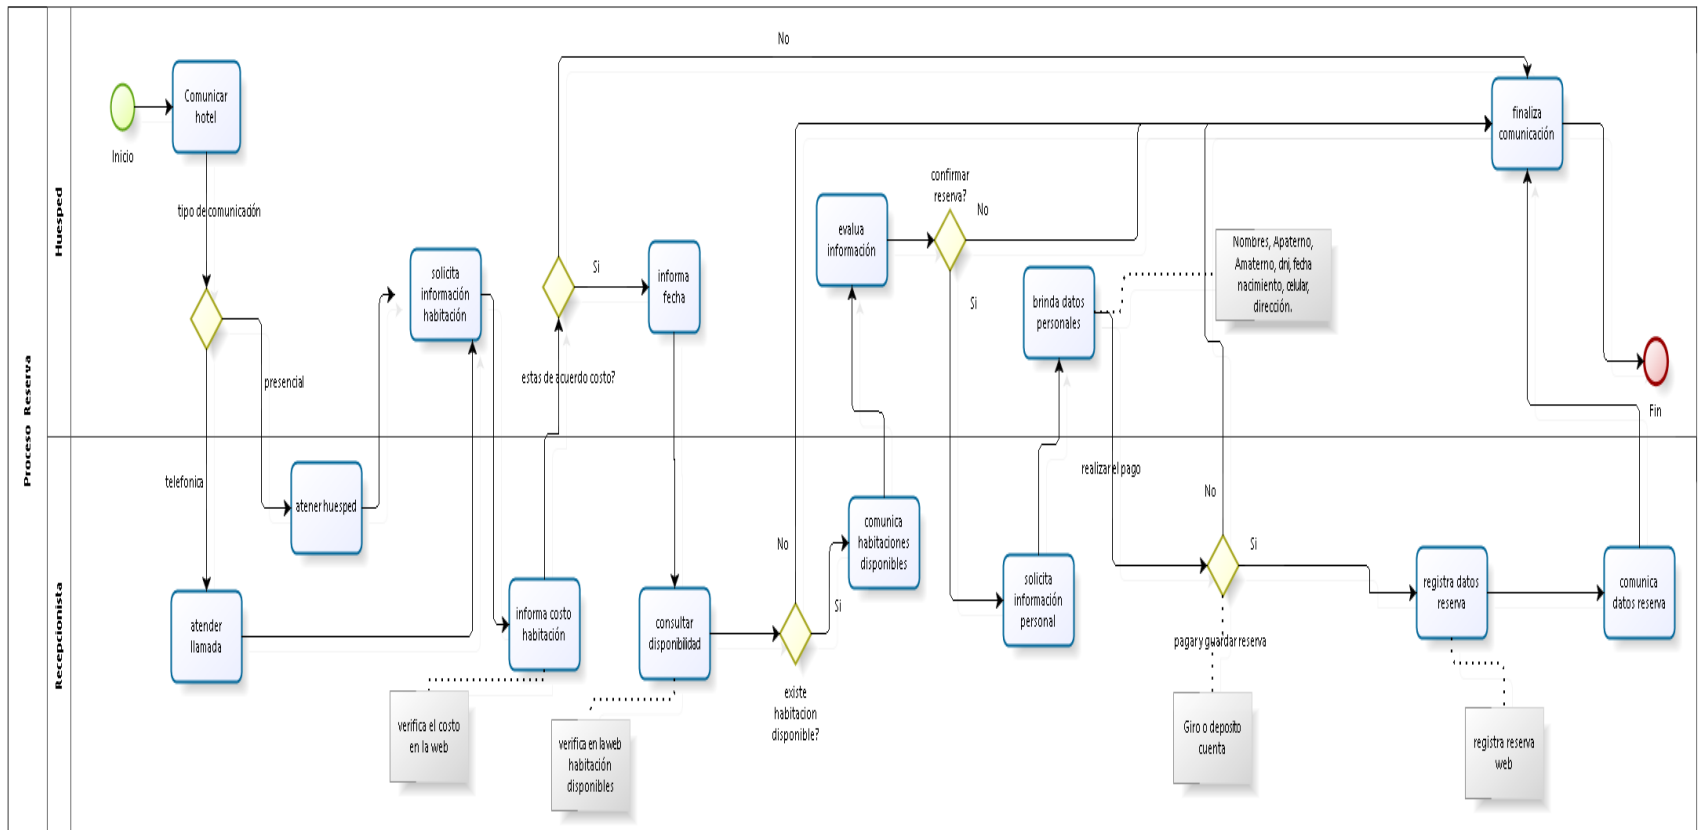 Proceso Reserva
Huesped
Inicio
Comunicar
hotel
tipo de comunicación
presencial
telefonica
solicita
información
habitación
No
Si
estas de acuerdo costo?
informa
fecha
evalua
información
confirmar
reserva?
No
Si
brinda datos
personales
Nombres, Apaterno,
Amaterno, dni, fecha
nacimiento, celular,
dirección.
finaliza
comunicación
Fin
Recepcionista
atener huesped
atender
llamada
informa costo
habitación
verifica el costo
en la web
consultar
disponibilidad
verifica en la web
habitación
disponibles
No
Si
existe
habitacion
disponible?
comunica
habitaciones
disponibles
solicita
información
personal
realizar el pago
No
Si
pagar y guardar reserva
Giro o deposito
cuenta
registra datos
reserva
registra reserva
web
comunica
datos reserva